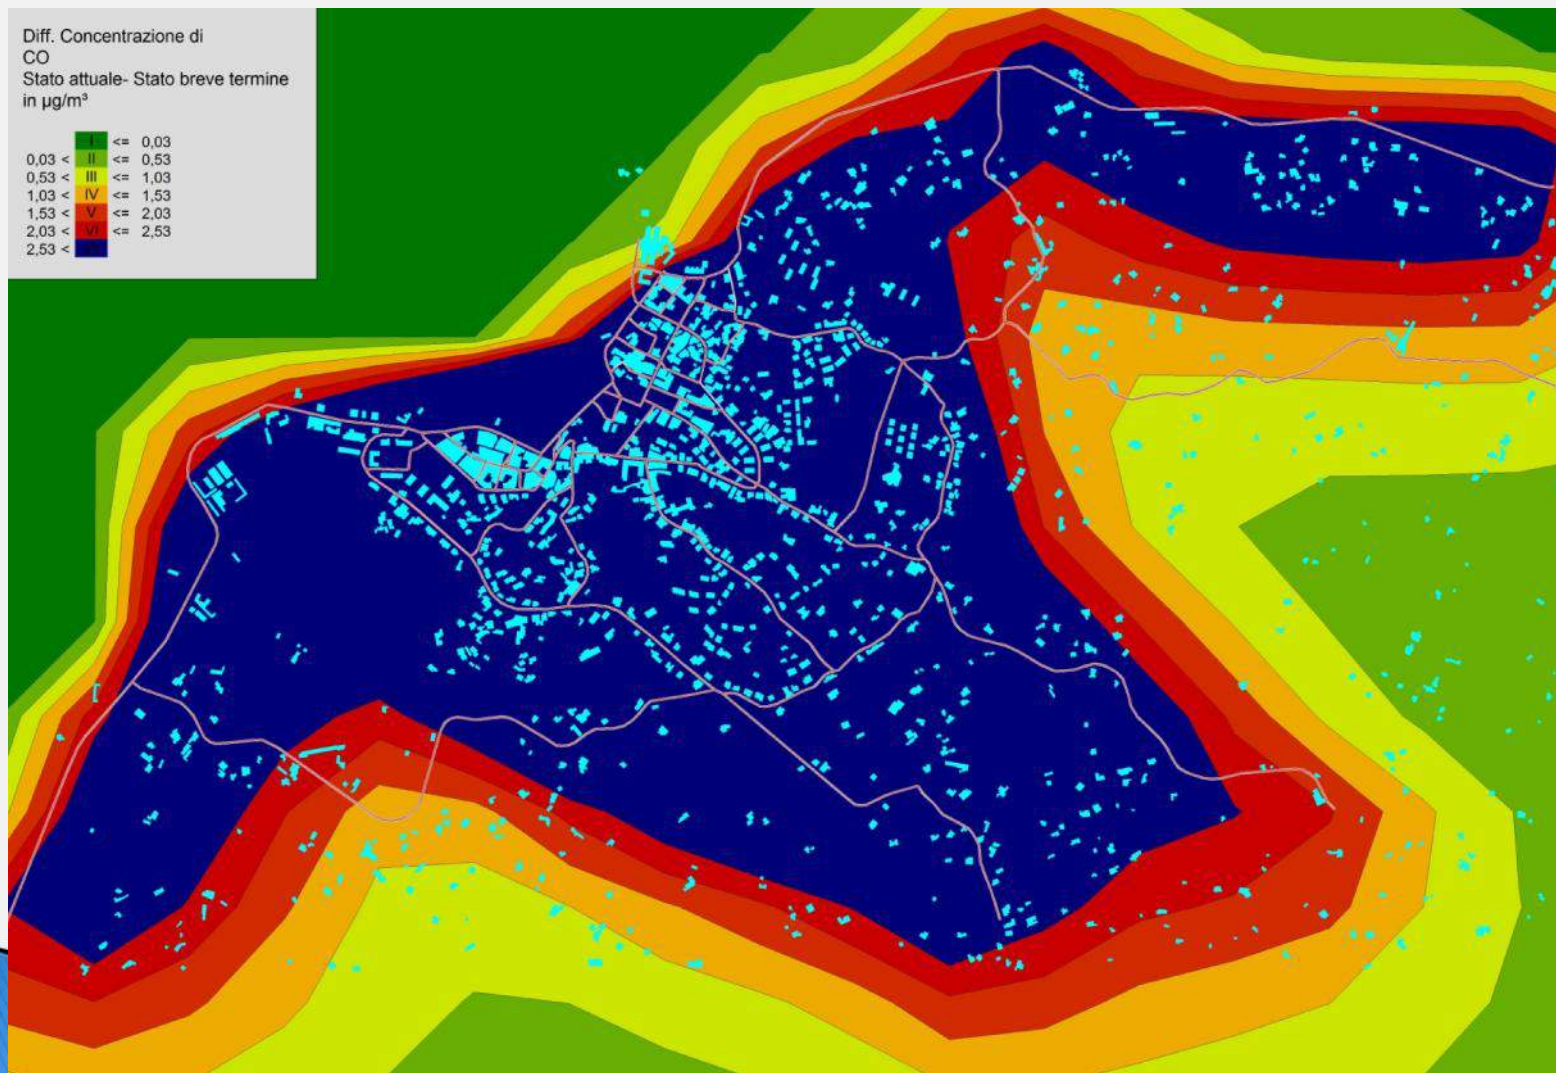 Diff. Concentrazione di
CO
Stato attuale- Stato breve termine
in µg/m³
I <= 0,03
0,03 < II <= 0,53
0,53 < III <= 1,03
1,03 < IV <= 1,53
1,53 < V <= 2,03
2,03 < VI <= 2,53
2,53 <